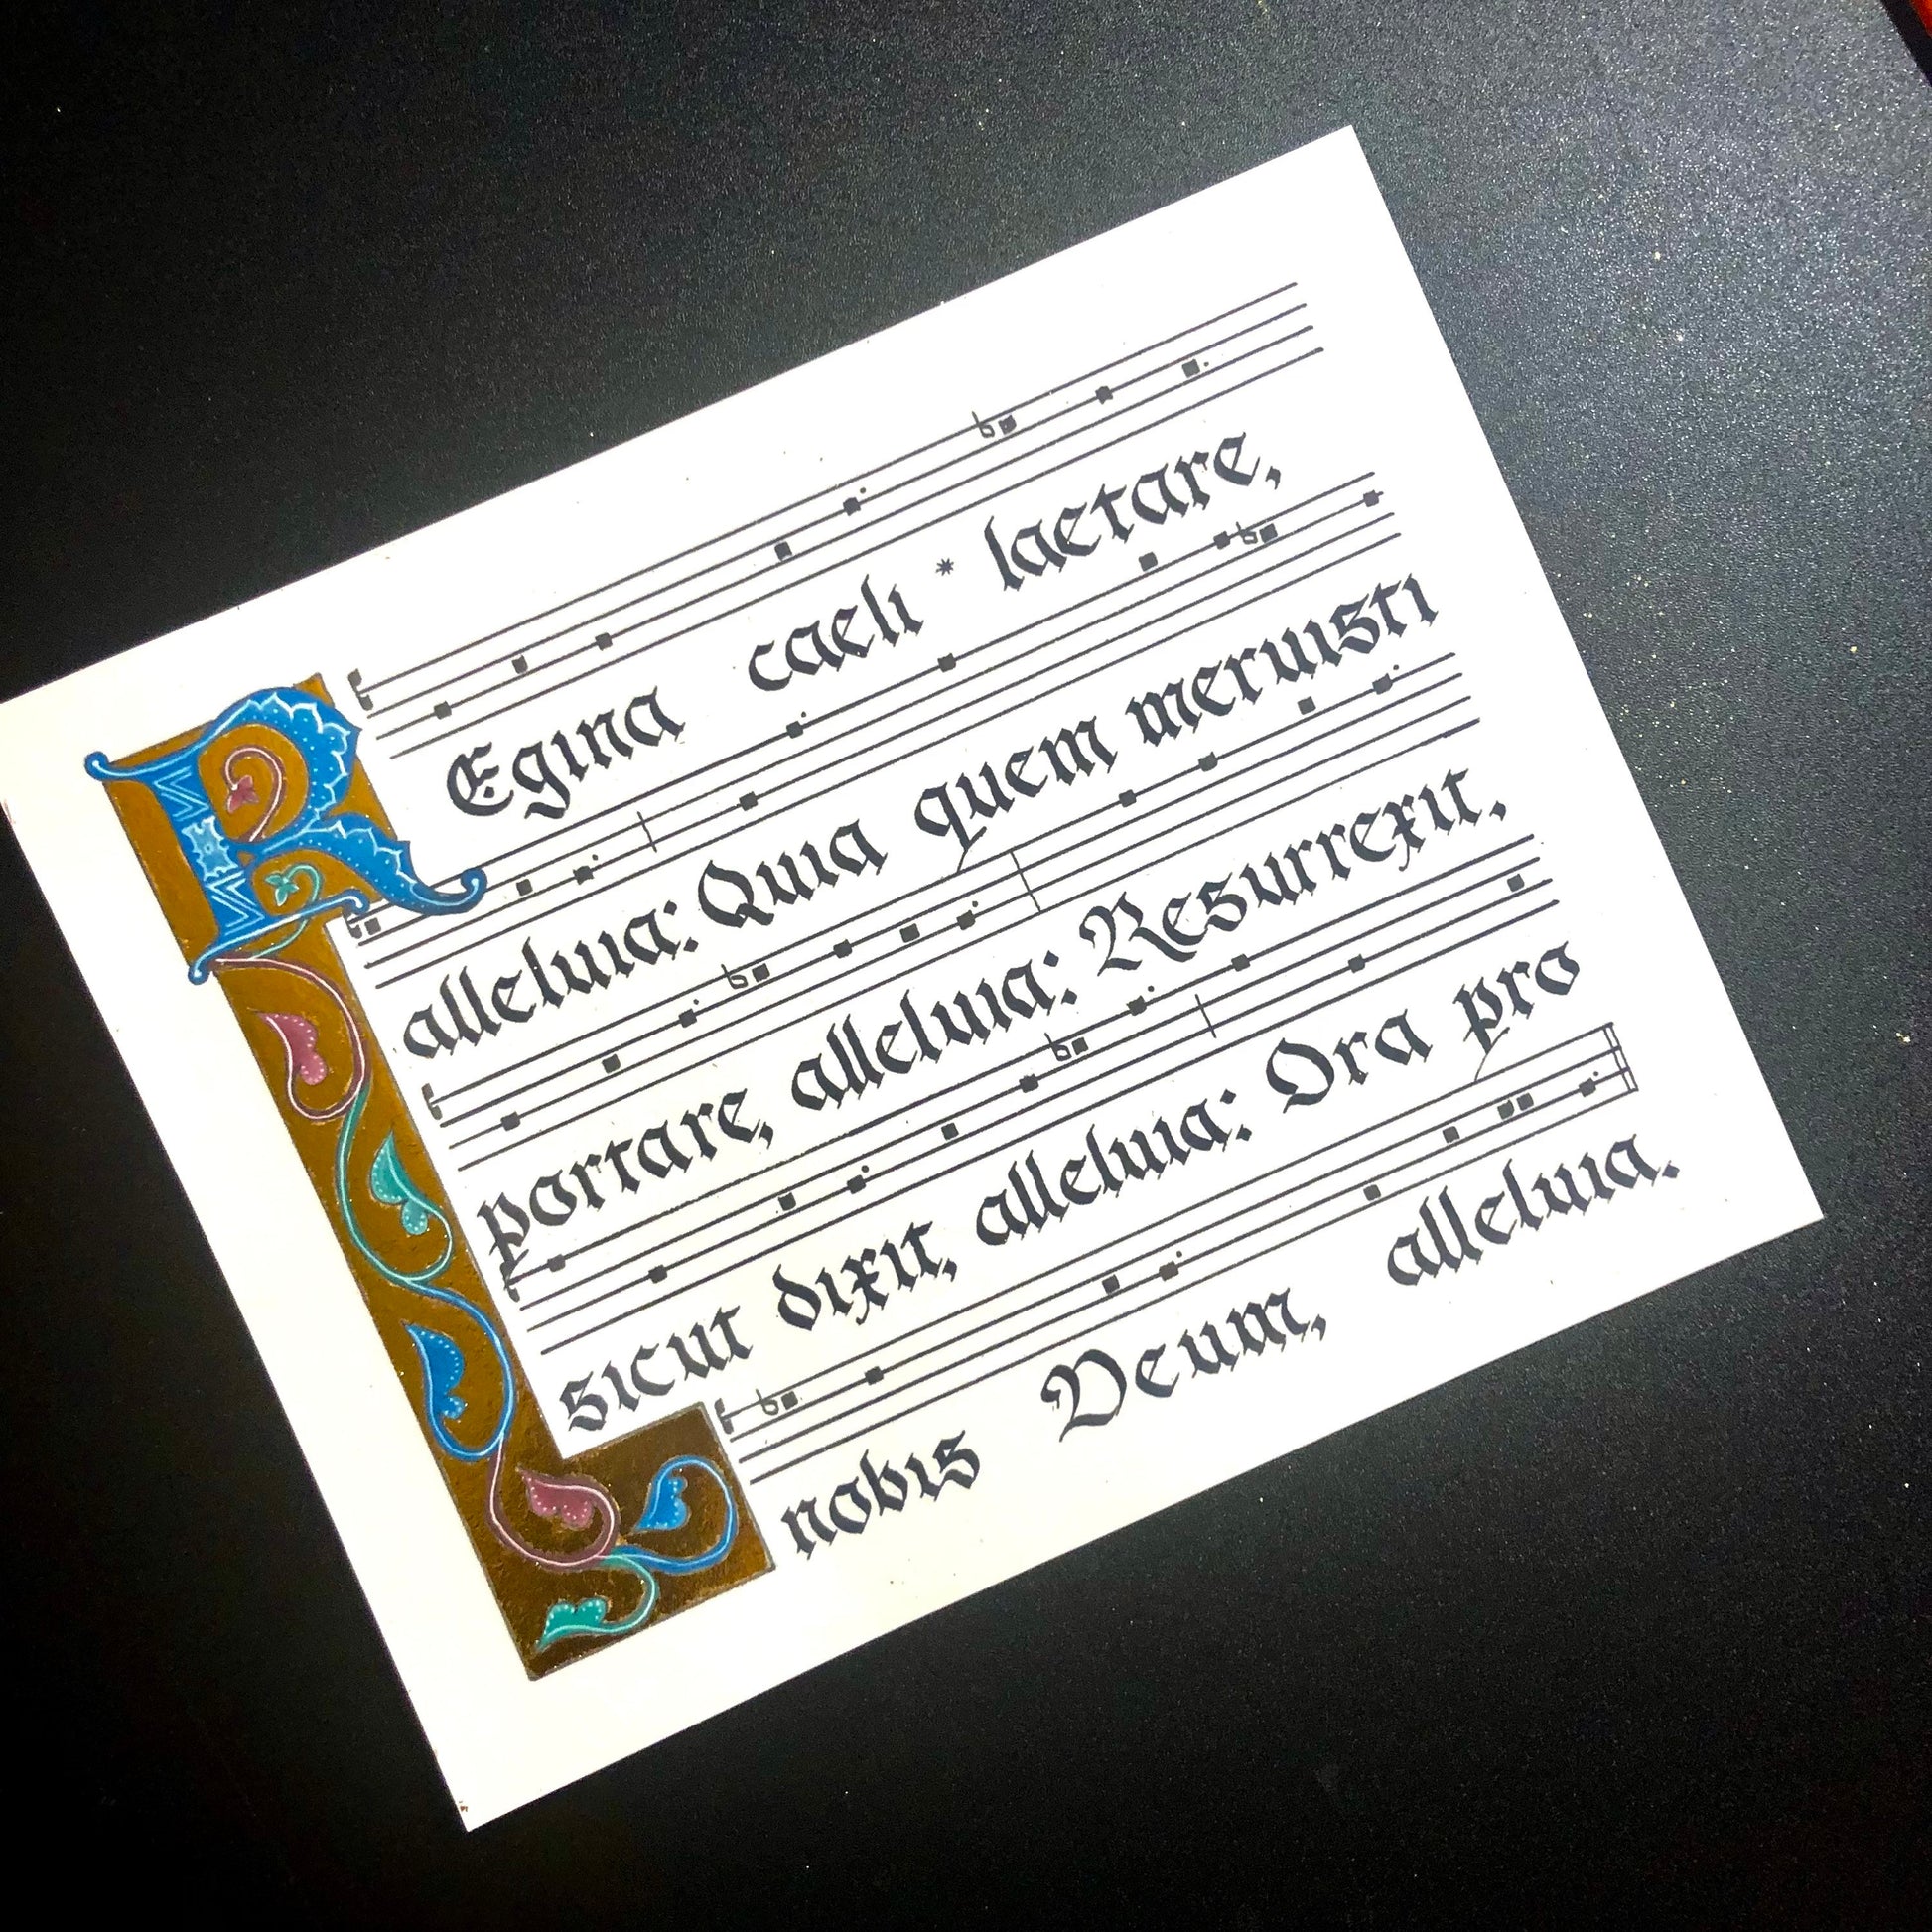 REgina caeli * laetare,
alleluia: Quia quem meruisti
portare, alleluia: Resurrexit,
sicut dixit, alleluia: Ora pro
nobis Deum, alleluia.